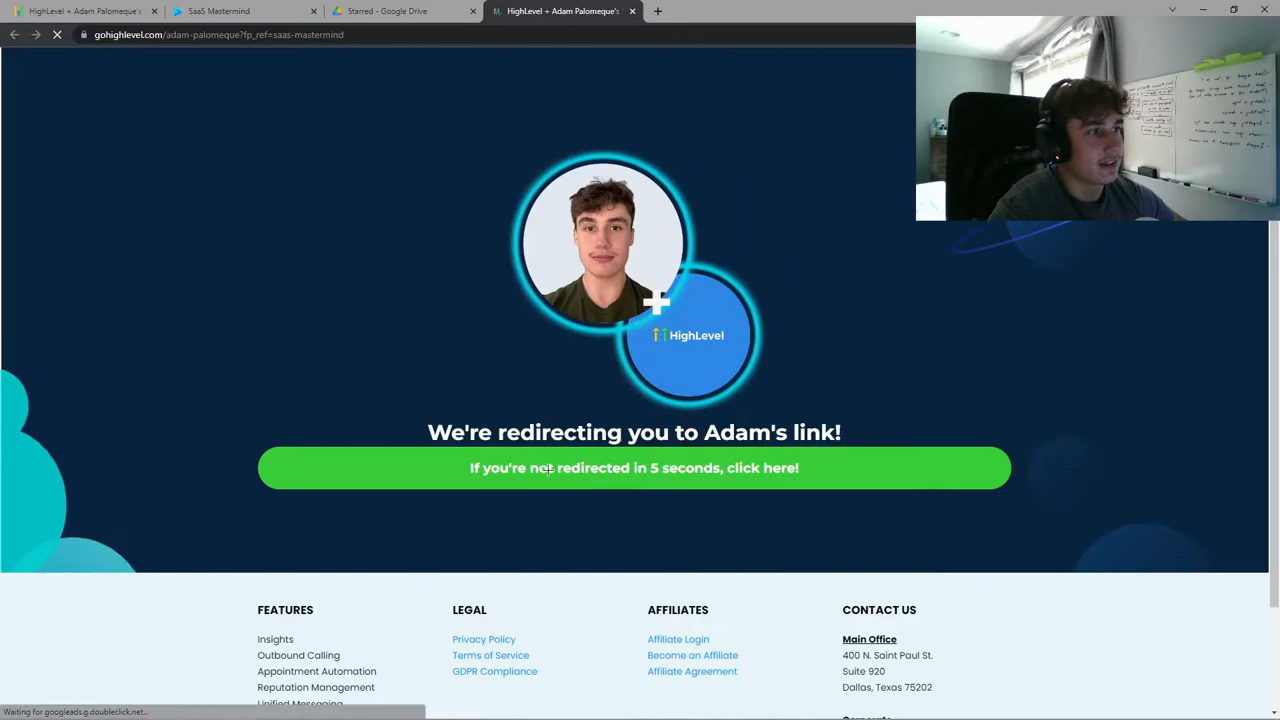 HighLevel + Adam Palomeque's
SaaS Mastermind
Starred - Google Drive
HighLevel + Adam Palomeque's
gohighlevel.com/adam-palomeque?fp_ref=saas-mastermind
HighLevel
We're redirecting you to Adam's link!
If you're not redirected in 5 seconds, click here!
FEATURES
Insights
Outbound Calling
Appointment Automation
Reputation Management
Unified Messaging
LEGAL
Privacy Policy
Terms of Service
GDPR Compliance
AFFILIATES
Affiliate Login
Become an Affiliate
Affiliate Agreement
CONTACT US
Main Office
400 N. Saint Paul St.
Suite 920
Dallas, Texas 75202
Waiting for googleads.g.doubleclick.net...